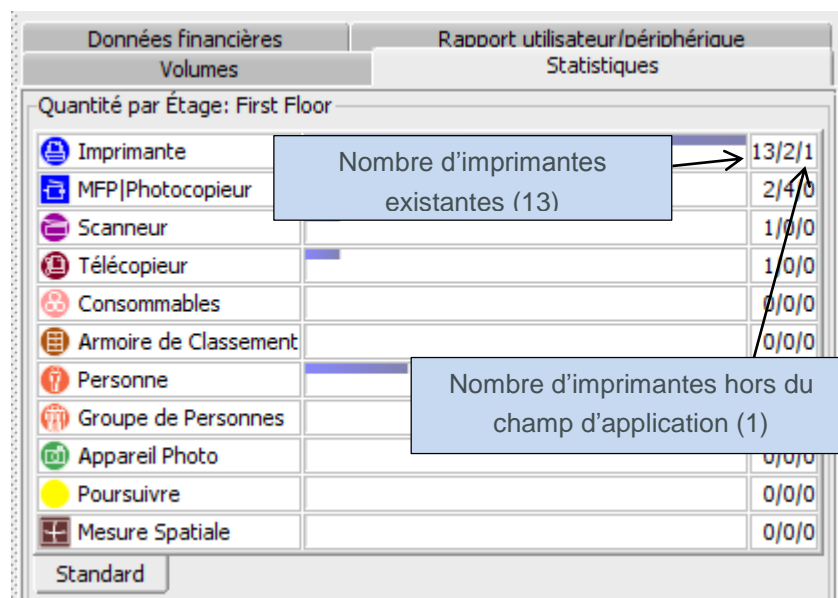 Données financières
Rapport utilisateur/périphérique
Volumes
Statistiques
Quantité par Étage: First Floor
Imprimante 13/2/1
Nombre d’imprimantes
existantes (13)
MFP|Photocopieur 2/4/0
Scanneur 1/0/0
Télécopieur 1/0/0
Consommables 0/0/0
Armoire de Classement 0/0/0
Personne
Nombre d’imprimantes hors du
champ d’application (1)
Groupe de Personnes
Appareil Photo 0/0/0
Poursuivre 0/0/0
Mesure Spatiale 0/0/0
Standard